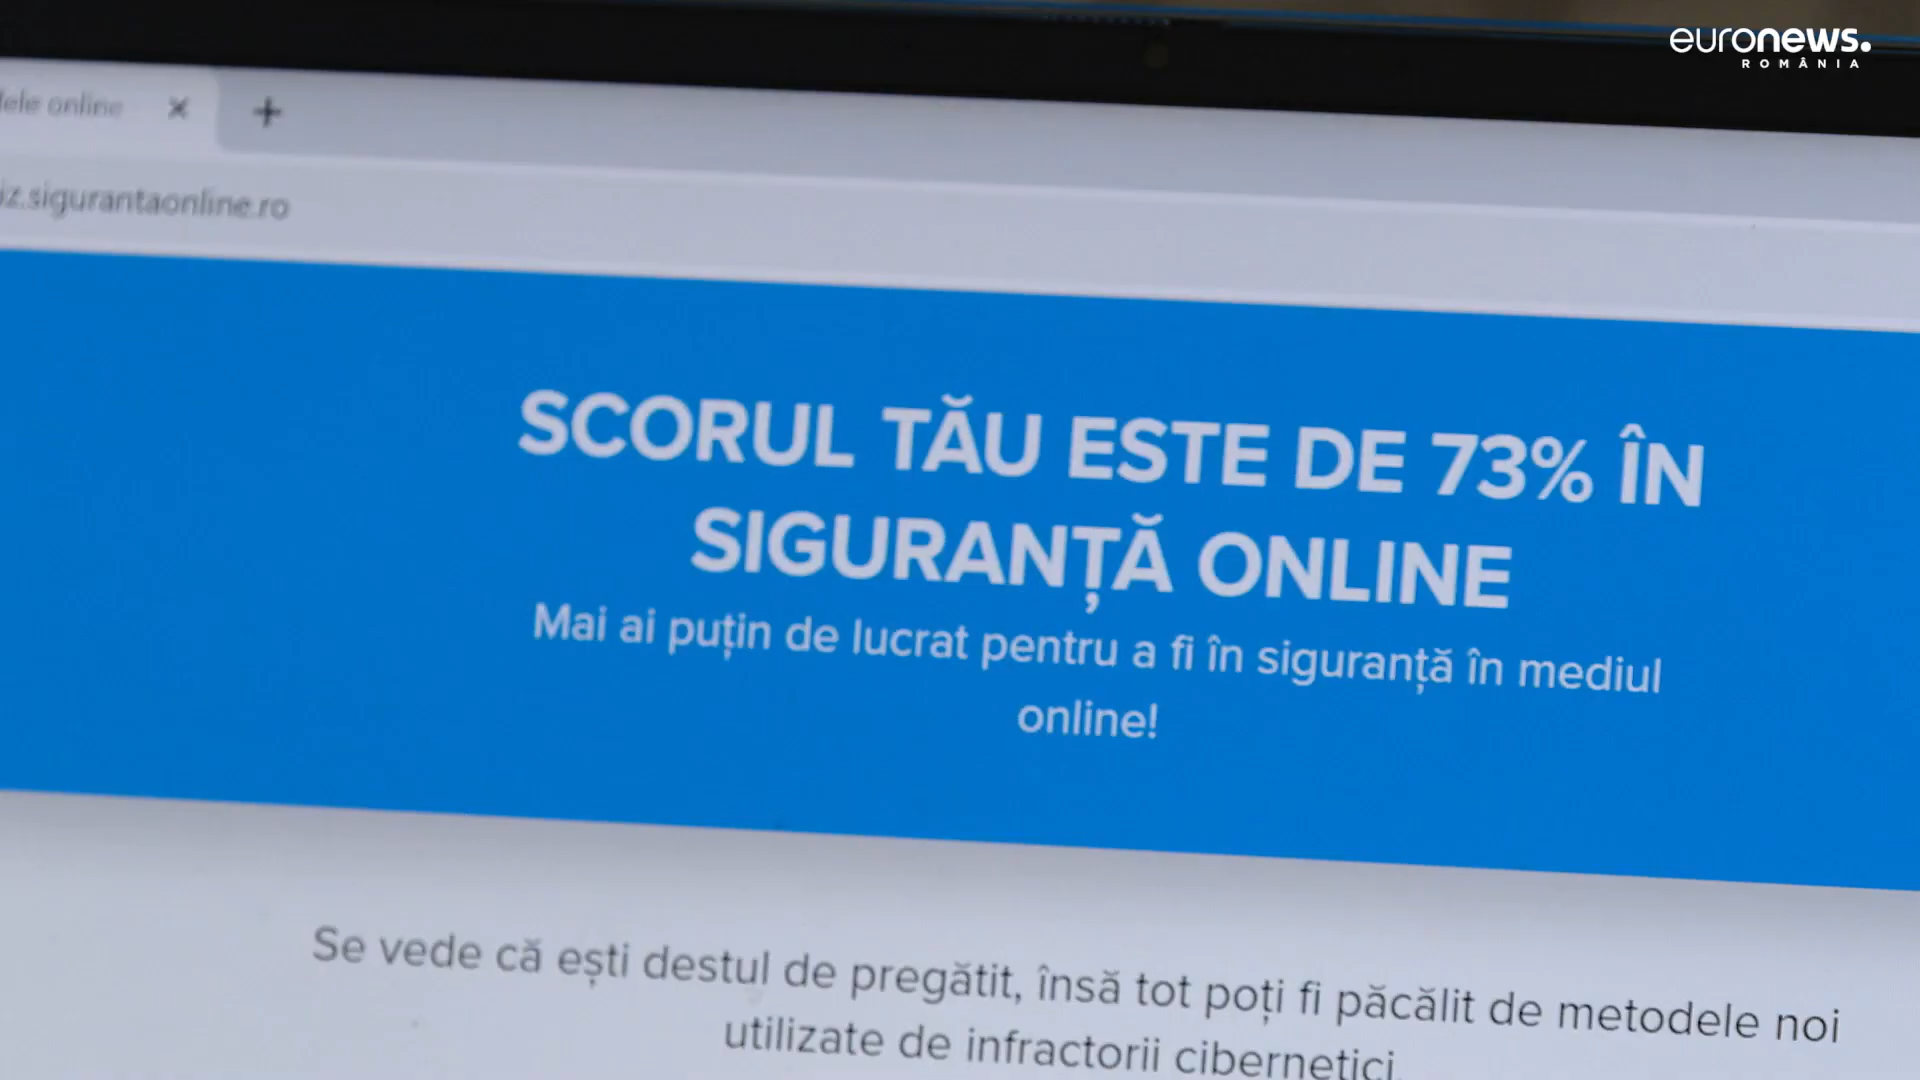 euronews.
ROMÂNIA
online
.sigurantaonline.ro
SCORUL TĂU ESTE DE 73% ÎN
SIGURANȚĂ ONLINE
Mai ai puțin de lucrat pentru a fi în siguranță în mediul
online!
Se vede că ești destul de pregătit, însă tot poți fi păcălit de metodele noi
utilizate de infractorii cibernetici.